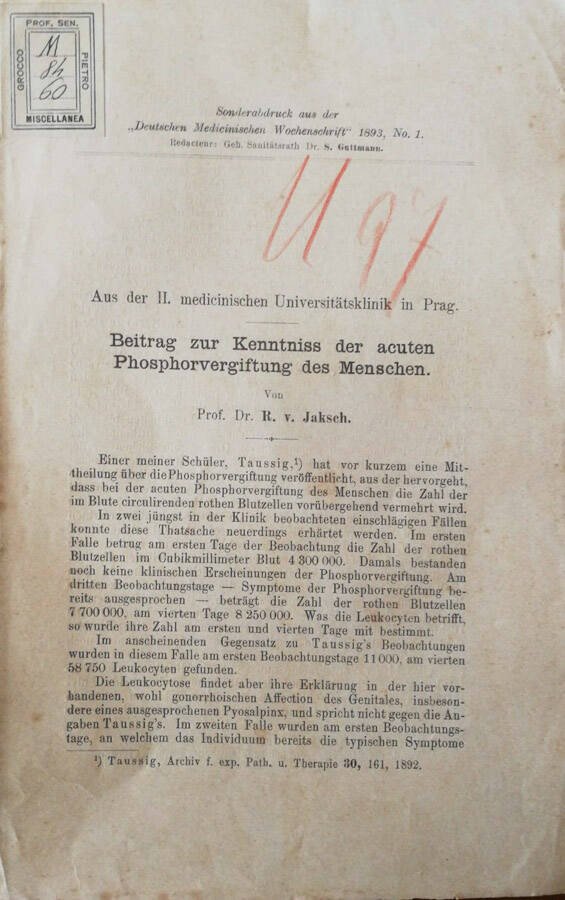 PROF. SEN.
GROCCO
PIETRO
M
84
60
MISCELLANEA
Sonderabdruck aus der
„Deutschen Medicinischen Wochenschrift“ 1893, No. 1.
Redacteur: Geh. Sanitätsrath Dr. S. Guttmann.
97
Aus der II. medicinischen Universitätsklinik in Prag.
Beitrag zur Kenntniss der acuten
Phosphorvergiftung des Menschen.
Von
Prof. Dr. R. v. Jaksch.
Einer meiner Schüler, Taussig,¹) hat vor kurzem eine Mit-
theilung über die Phosphorvergiftung veröffentlicht, aus der hervorgeht,
dass bei der acuten Phosphorvergiftung des Menschen die Zahl der
im Blute circulirenden rothen Blutzellen vorübergehend vermehrt wird.
In zwei jüngst in der Klinik beobachteten einschlägigen Fällen
konnte diese Thatsache neuerdings erhärtet werden. Im ersten
Falle betrug am ersten Tage der Beobachtung die Zahl der rothen
Blutzellen im Cubikmillimeter Blut 4 300 000. Damals bestanden
noch keine klinischen Erscheinungen der Phosphorvergiftung. Am
dritten Beobachtungstage — Symptome der Phosphorvergiftung be-
reits ausgesprochen — beträgt die Zahl der rothen Blutzellen
7 700 000, am vierten Tage 8 250 000. Was die Leukocyten betrifft,
so wurde ihre Zahl am ersten und vierten Tage mit bestimmt.
Im anscheinenden Gegensatz zu Taussig's Beobachtungen
wurden in diesem Falle am ersten Beobachtungstage 11 000, am vierten
58 750 Leukocyten gefunden.
Die Leukocytose findet aber ihre Erklärung in der hier vor-
handenen, wohl gonorrhoischen Affection des Genitales, insbeson-
dere eines ausgesprochenen Pyosalpinx, und spricht nicht gegen die An-
gaben Taussig's. Im zweiten Falle wurden am ersten Beobachtungs-
tage, an welchem das Individuum bereits die typischen Symptome
¹) Taussig, Archiv f. exp. Path. u. Therapie 30, 161, 1892.